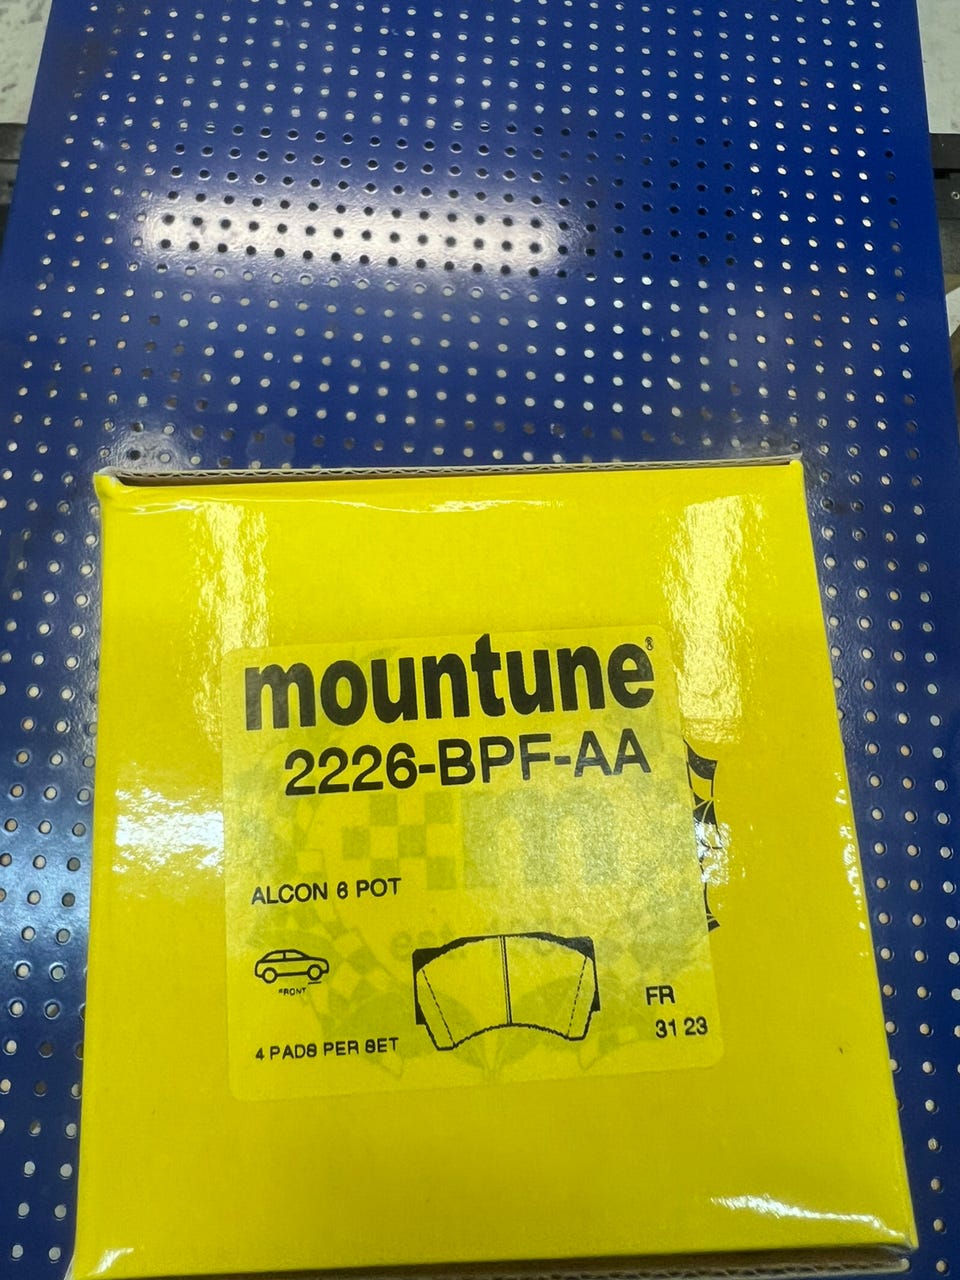 mountune®
2226-BPF-AA
ALCON 6 POT
FRONT
FR
31 23
4 PADS PER SET